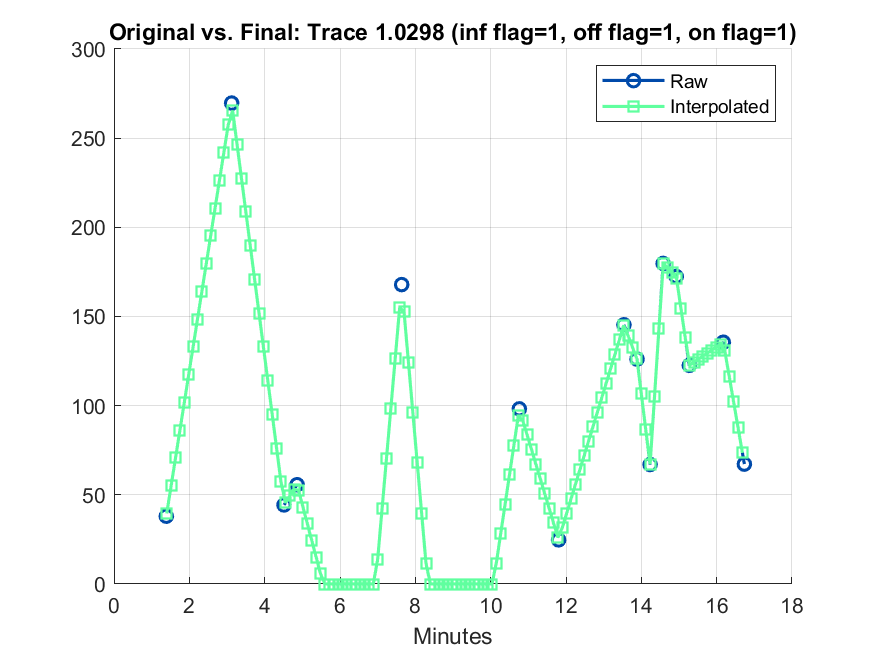 Original vs. Final: Trace 1.0298 (inf flag=1, off flag=1, on flag=1)
300
Raw
Interpolated
250
200
150
100
50
0
0 2 4 6 8 10 12 14 16 18
Minutes